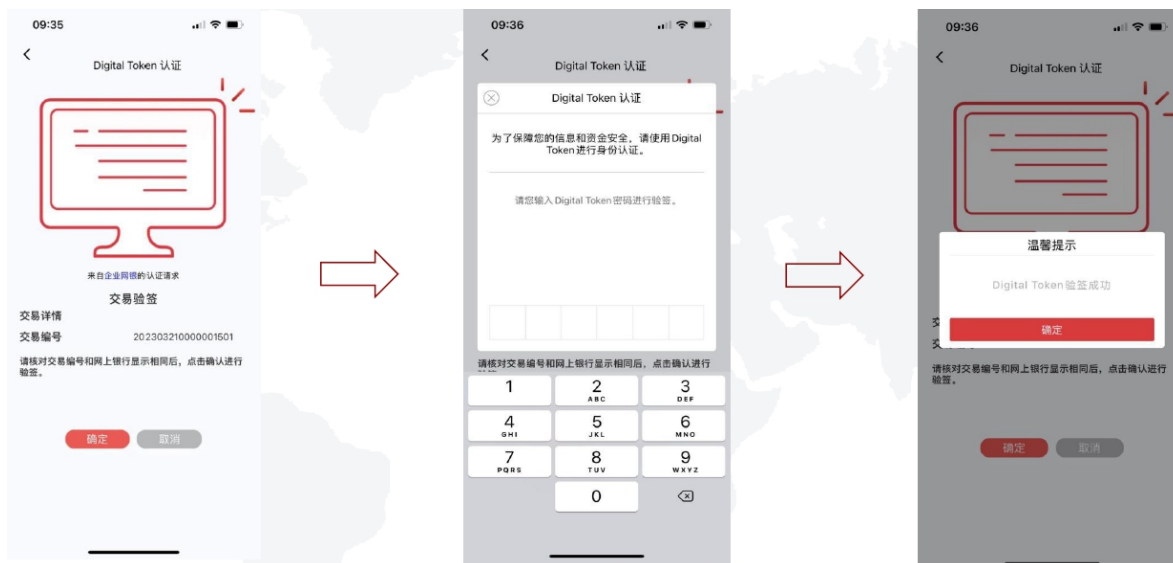 09:35
Digital Token 认证
来自企业网银的认证请求
交易验签
交易详情
交易编号 202303210000001501
请核对交易编号和网上银行显示相同后，点击确认进行
验签。
确定 取消
09:36
Digital Token 认证
Digital Token 认证
为了保障您的信息和资金安全，请使用 Digital
Token 进行身份认证。
请您输入 Digital Token 密码进行验签。
请核对交易编号和网上银行显示相同后，点击确认进行
1
2
ABC
3
DEF
4
GHI
5
JKL
6
MNO
7
PQRS
8
TUV
9
WXYZ
0
09:36
Digital Token 认证
温馨提示
Digital Token 验签成功
确定
请核对交易编号和网上银行显示相同后，点击确认进行
验签。
确定 取消